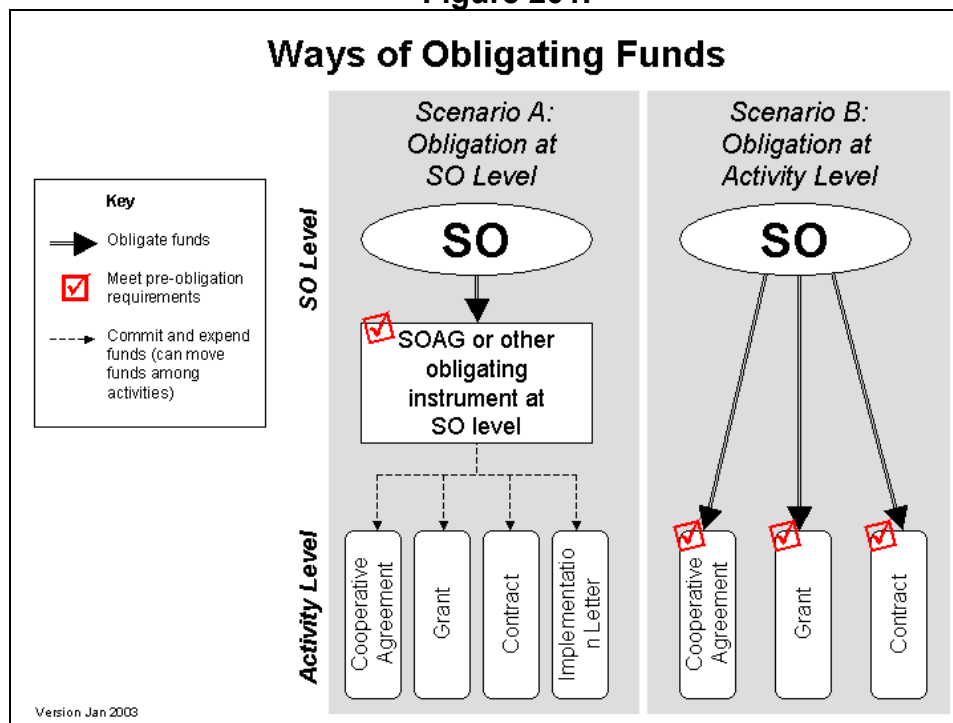 Ways of Obligating Funds
Key
Obligate funds
Meet pre-obligation
requirements
Commit and expend
funds (can move
funds among
activities)
SO Level
Activity Level
Scenario A:
Obligation at
SO Level
SO
SOAG or other
obligating
instrument at
SO level
Cooperative
Agreement
Grant
Contract
Implementatio
n Letter
Scenario B:
Obligation at
Activity Level
SO
Cooperative
Agreement
Grant
Contract
Version Jan 2003